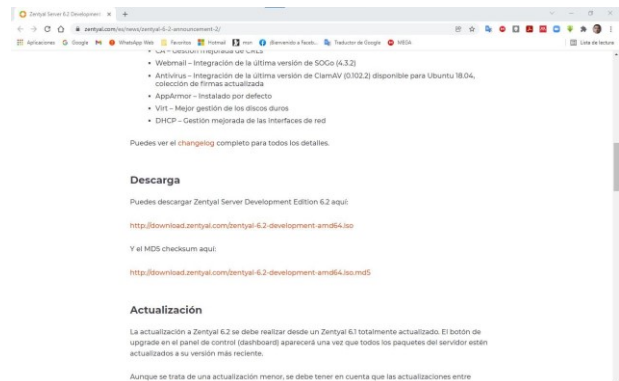 Zentyal Server 6.2 Development
zentyal.com/es/news/zentyal-6-2-announcement-2/
Aplicaciones Google WhatsApp Web Favoritos Hotmail msn ¡Bienvenido a Facebo... Traductor de Google MEGA Lista de lectura
CA – Gestión mejorada de CRLs
Webmail – Integración de la última versión de SOGo (4.3.2)
Antivirus – Integración de la última versión de ClamAV (0.102.2) disponible para Ubuntu 18.04,
colección de firmas actualizada
AppArmor – Instalado por defecto
Virt – Mejor gestión de los discos duros
DHCP – Gestión mejorada de las interfaces de red
Puedes ver el changelog completo para todos los detalles.
Descarga
Puedes descargar Zentyal Server Development Edition 6.2 aquí:
http://download.zentyal.com/zentyal-6.2-development-amd64.iso
Y el MD5 checksum aquí:
http://download.zentyal.com/zentyal-6.2-development-amd64.iso.md5
Actualización
La actualización a Zentyal 6.2 se debe realizar desde un Zentyal 6.1 totalmente actualizado. El botón de
upgrade en el panel de control (dashboard) aparecerá una vez que todos los paquetes del servidor estén
actualizados a su versión más reciente.
Aunque se trata de una actualización menor, se debe tener en cuenta que las actualizaciones entre